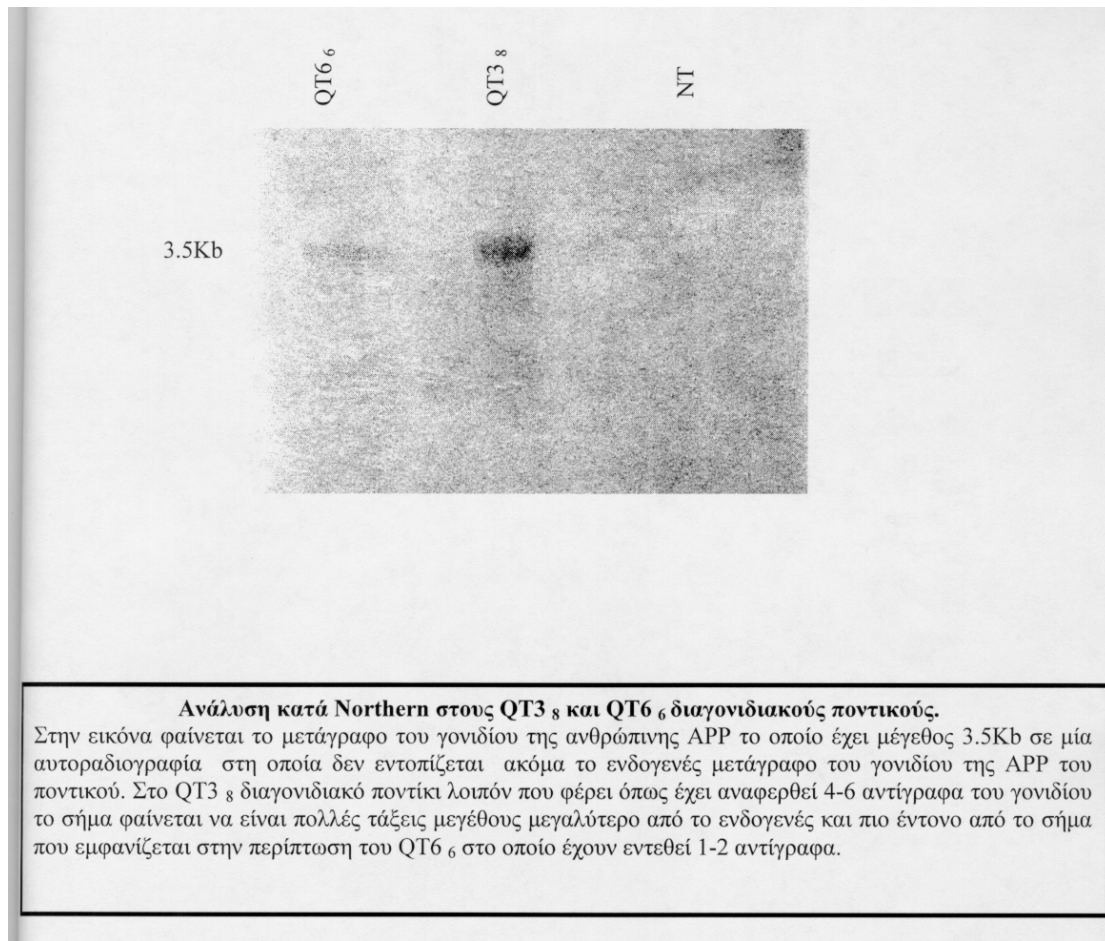 QT6 6
QT3 8
NT
3.5Kb
Ανάλυση κατά Northern στους QT3 8 και QT6 6 διαγονιδιακούς ποντικούς.
Στην εικόνα φαίνεται το μετάγραφο του γονιδίου της ανθρώπινης APP το οποίο έχει μέγεθος 3.5Kb σε μία
αυτοραδιογραφία στη οποία δεν εντοπίζεται ακόμα το ενδογενές μετάγραφο του γονιδίου της APP του
ποντικού. Στο QT3 8 διαγονιδιακό ποντίκι λοιπόν που φέρει όπως έχει αναφερθεί 4-6 αντίγραφα του γονιδίου
το σήμα φαίνεται να είναι πολλές τάξεις μεγέθους μεγαλύτερο από το ενδογενές και πιο έντονο από το σήμα
που εμφανίζεται στην περίπτωση του QT6 6 στο οποίο έχουν εντεθεί 1-2 αντίγραφα.